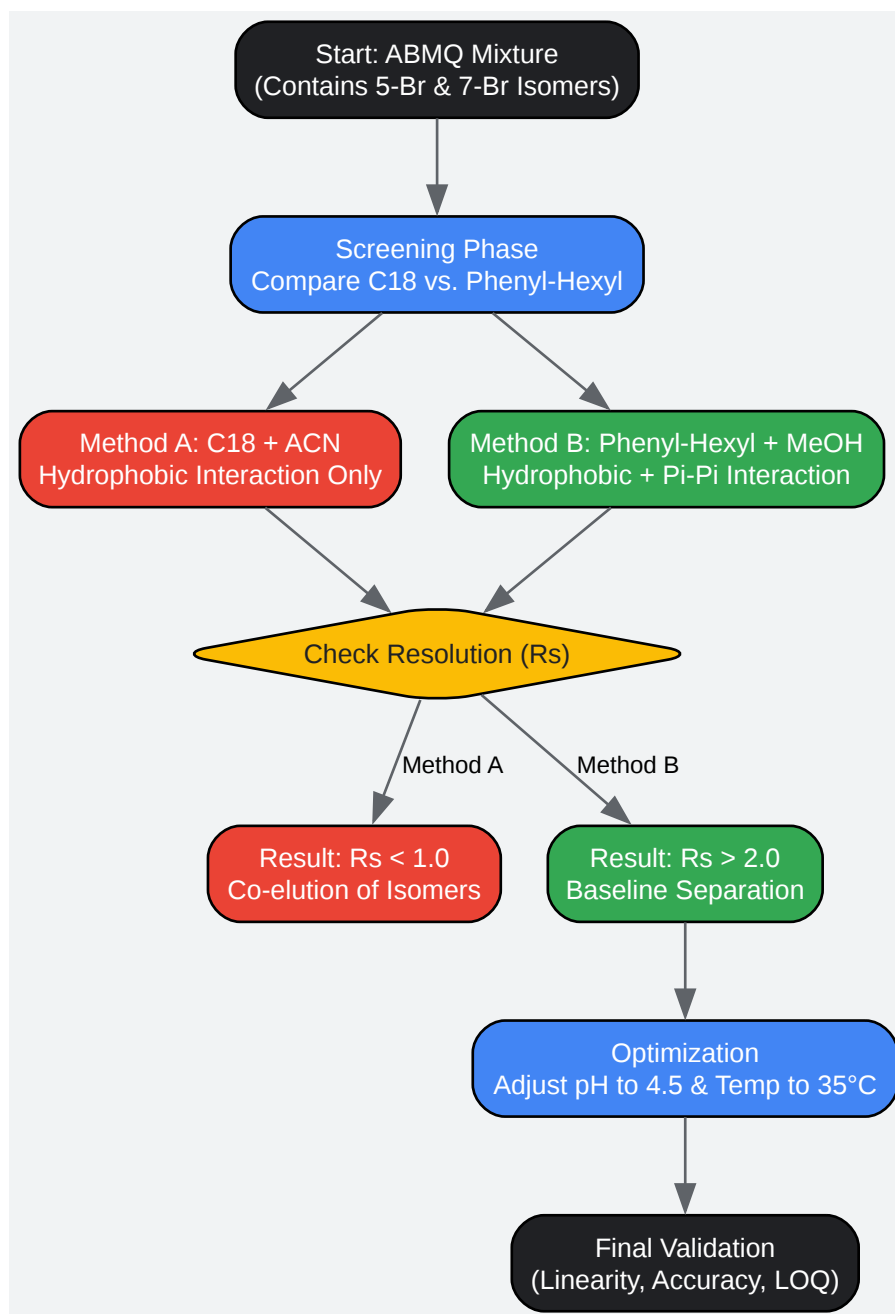 Start: ABMQ Mixture
(Contains 5-Br & 7-Br Isomers)
Screening Phase
Compare C18 vs. Phenyl-Hexyl
Method A: C18 + ACN
Hydrophobic Interaction Only
Method B: Phenyl-Hexyl + MeOH
Hydrophobic + Pi-Pi Interaction
Check Resolution (Rs)
Method A
Method B
Result: Rs < 1.0
Co-elution of Isomers
Result: Rs > 2.0
Baseline Separation
Optimization
Adjust pH to 4.5 & Temp to 35°C
Final Validation
(Linearity, Accuracy, LOQ)